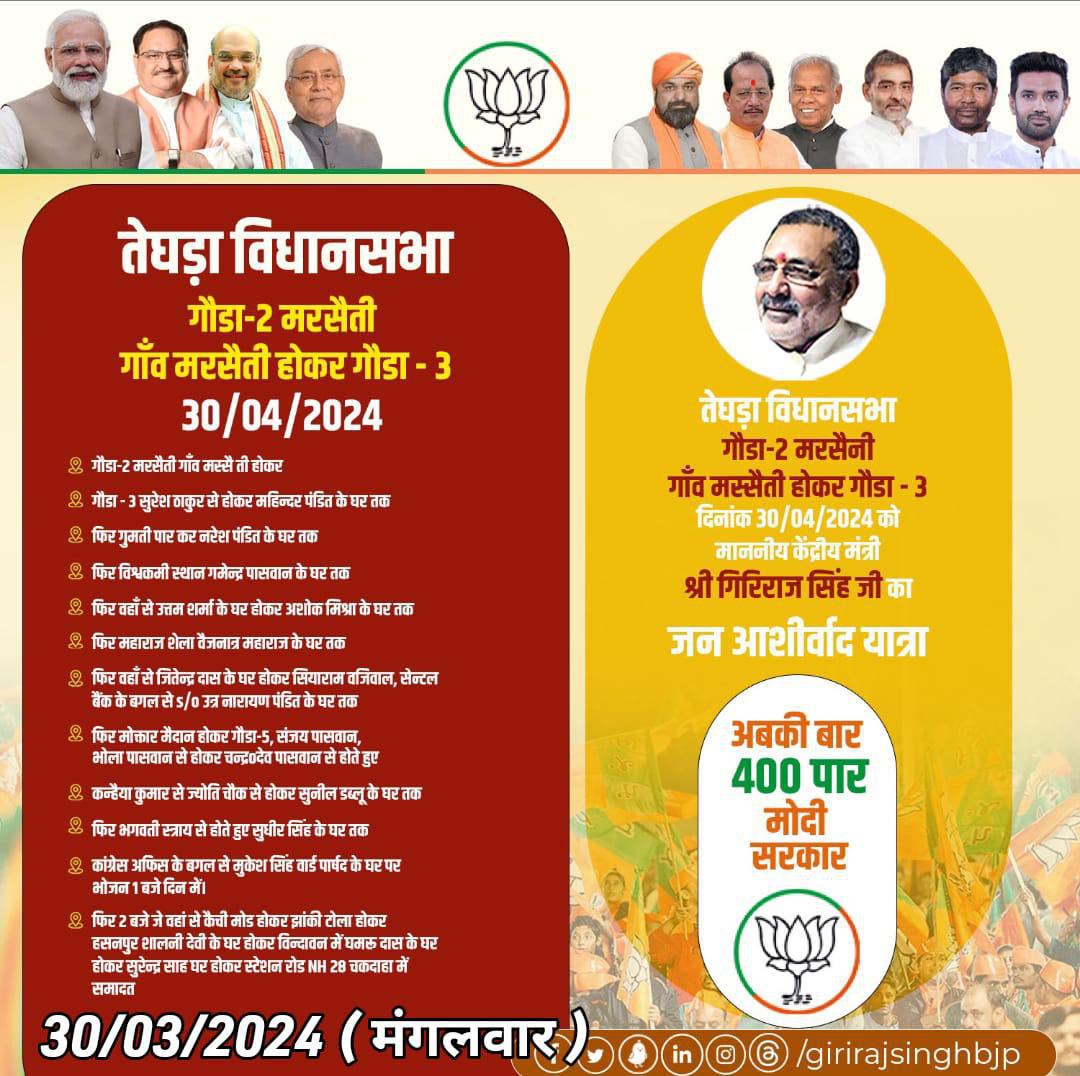 तेघड़ा विधानसभा
गौडा-2 मरसैती
गाँव मरसैती होकर गौडा - 3
30/04/2024
गौडा-2 मरसैती गाँव मस्सै ती होकर
गौडा - 3 सुरेश ठाकुर से होकर महिन्दर पंडित के घर तक
फिर गुमती पार कर नरेश पंडित के घर तक
फिर विश्वकमी स्थान गमेन्द्र पासवान के घर तक
फिर वहाँ से उत्तम शर्मा के घर होकर अशोक मिश्रा के घर तक
फिर महाराज शेला वैजनात्र महाराज के घर तक
फिर वहाँ से जितेन्द्र दास के घर होकर सियाराम वजिवाल, सेन्टल
बैंक के बगल से s/o उत्र नारायण पंडित के घर तक
फिर मोक्तार मैदान होकर गौडा-5, संजय पासवान,
भोला पासवान से होकर चन्द्र०देव पासवान से होते हुए
कन्हैया कुमार से ज्योति चौक से होकर सुनील डब्लू के घर तक
फिर भगवती स्त्राय से होते हुए सुधीर सिंह के घर तक
कांग्रेस अफिस के बगल से मुकेश सिंह वार्ड पार्षद के घर पर
भोजन 1 बजे दिन में।
फिर 2 बजे जे वहां से कैची मोड होकर झांकी टोला होकर
हसनपुर शालनी देवी के घर होकर विन्दावन में घमरू दास के घर
होकर सुरेन्द्र साह घर होकर स्टेशन रोड NH 28 चकदाहा में
समादत
30/03/2024 ( मंगलवार )
तेघड़ा विधानसभा
गौडा-2 मरसैनी
गाँव मस्सैती होकर गौडा - 3
दिनांक 30/04/2024 को
माननीय केंद्रीय मंत्री
श्री गिरिराज सिंह जी का
जन आशीर्वाद यात्रा
अबकी बार
400 पार
मोदी
सरकार
/girirajsinghbjp